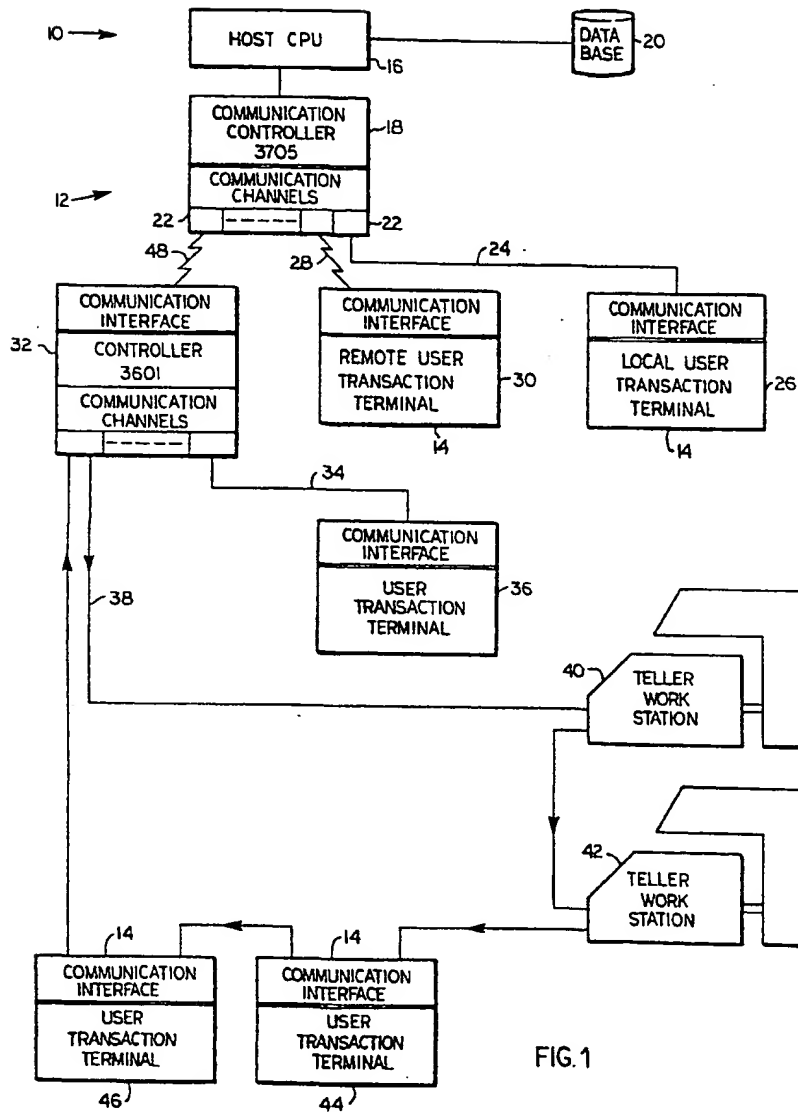 10
HOST CPU
16
DATA
BASE
20
COMMUNICATION
CONTROLLER
3705
18
COMMUNICATION
CHANNELS
12
22
22
48
28
24
COMMUNICATION
INTERFACE
32
CONTROLLER
3601
COMMUNICATION
CHANNELS
COMMUNICATION
INTERFACE
REMOTE USER
TRANSACTION
TERMINAL
30
14
COMMUNICATION
INTERFACE
LOCAL USER
TRANSACTION
TERMINAL
26
14
34
COMMUNICATION
INTERFACE
USER
TRANSACTION
TERMINAL
36
38
40
TELLER
WORK
STATION
42
TELLER
WORK
STATION
14
COMMUNICATION
INTERFACE
USER
TRANSACTION
TERMINAL
46
14
COMMUNICATION
INTERFACE
USER
TRANSACTION
TERMINAL
44
FIG.1